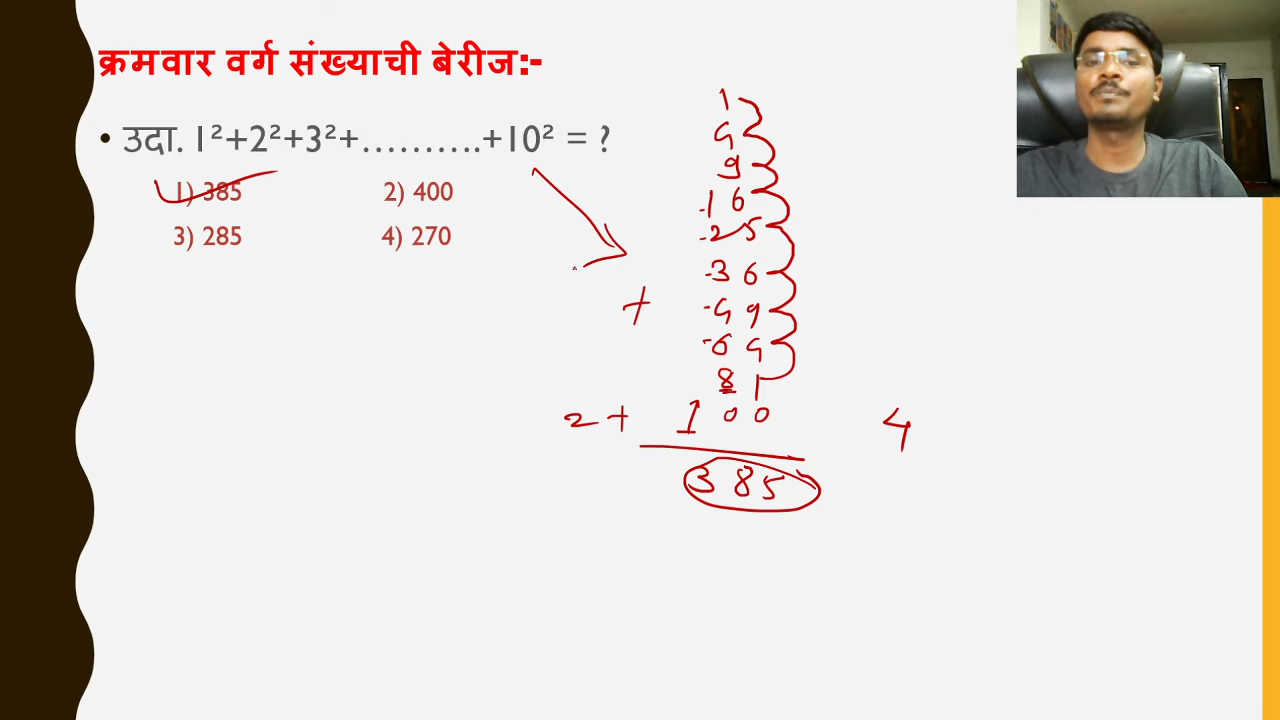 क्रमवार वर्ग संख्याची बेरीज:-
• उदा. 1²+2²+3²+……….+10² = ?
1) 385 2) 400
3) 285 4) 270
1
4
9
16
25
36
+ 49
64
81
2 + 100
4
385